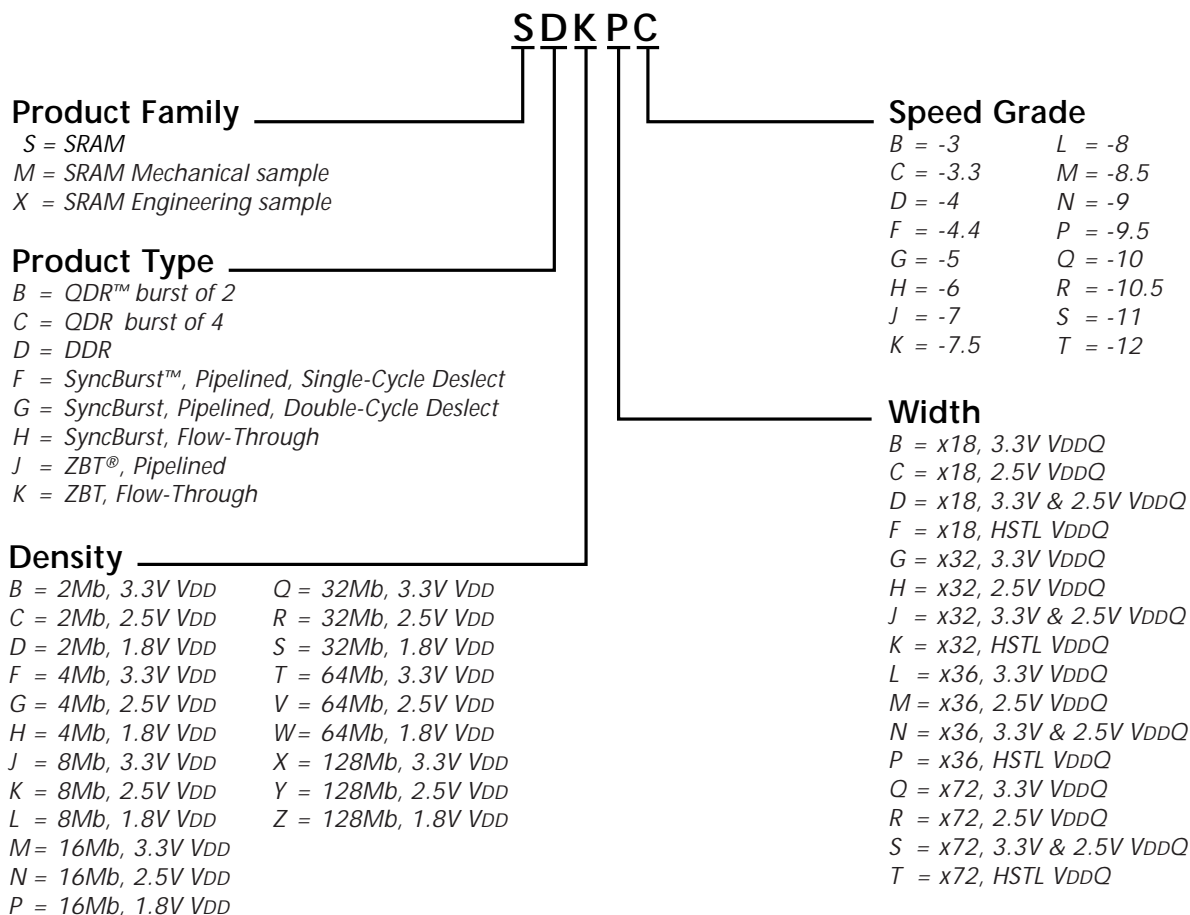 SDKPC
Product Family
S = SRAM
M = SRAM Mechanical sample
X = SRAM Engineering sample
Product Type
B = QDR™ burst of 2
C = QDR burst of 4
D = DDR
F = SyncBurst™, Pipelined, Single-Cycle Deslect
G = SyncBurst, Pipelined, Double-Cycle Deslect
H = SyncBurst, Flow-Through
J = ZBT®, Pipelined
K = ZBT, Flow-Through
Density
B = 2Mb, 3.3V VDD
C = 2Mb, 2.5V VDD
D = 2Mb, 1.8V VDD
F = 4Mb, 3.3V VDD
G = 4Mb, 2.5V VDD
H = 4Mb, 1.8V VDD
J = 8Mb, 3.3V VDD
K = 8Mb, 2.5V VDD
L = 8Mb, 1.8V VDD
M = 16Mb, 3.3V VDD
N = 16Mb, 2.5V VDD
P = 16Mb, 1.8V VDD
Q = 32Mb, 3.3V VDD
R = 32Mb, 2.5V VDD
S = 32Mb, 1.8V VDD
T = 64Mb, 3.3V VDD
V = 64Mb, 2.5V VDD
W = 64Mb, 1.8V VDD
X = 128Mb, 3.3V VDD
Y = 128Mb, 2.5V VDD
Z = 128Mb, 1.8V VDD
Speed Grade
B = -3
C = -3.3
D = -4
F = -4.4
G = -5
H = -6
J = -7
K = -7.5
L = -8
M = -8.5
N = -9
P = -9.5
Q = -10
R = -10.5
S = -11
T = -12
Width
B = x18, 3.3V VDDQ
C = x18, 2.5V VDDQ
D = x18, 3.3V & 2.5V VDDQ
F = x18, HSTL VDDQ
G = x32, 3.3V VDDQ
H = x32, 2.5V VDDQ
J = x32, 3.3V & 2.5V VDDQ
K = x32, HSTL VDDQ
L = x36, 3.3V VDDQ
M = x36, 2.5V VDDQ
N = x36, 3.3V & 2.5V VDDQ
P = x36, HSTL VDDQ
Q = x72, 3.3V VDDQ
R = x72, 2.5V VDDQ
S = x72, 3.3V & 2.5V VDDQ
T = x72, HSTL VDDQ